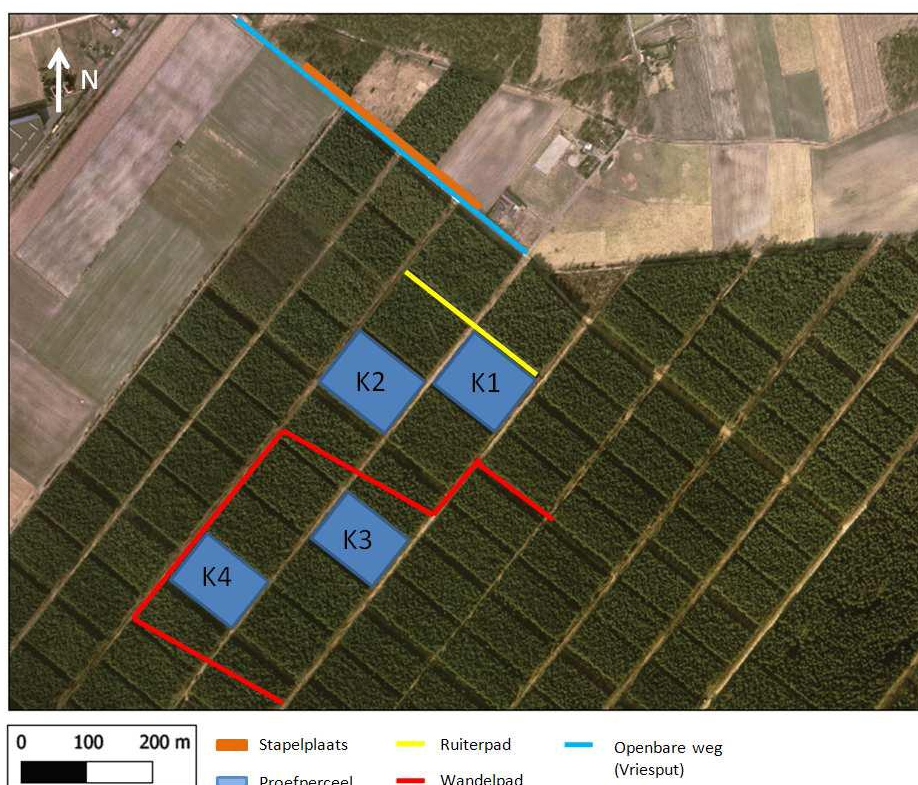 N
K2
K1
K3
K4
0 100 200 m
Stapelplaats
Ruiterpad
Openbare weg
(Vriesput)
Proefperceel
Wandelpad